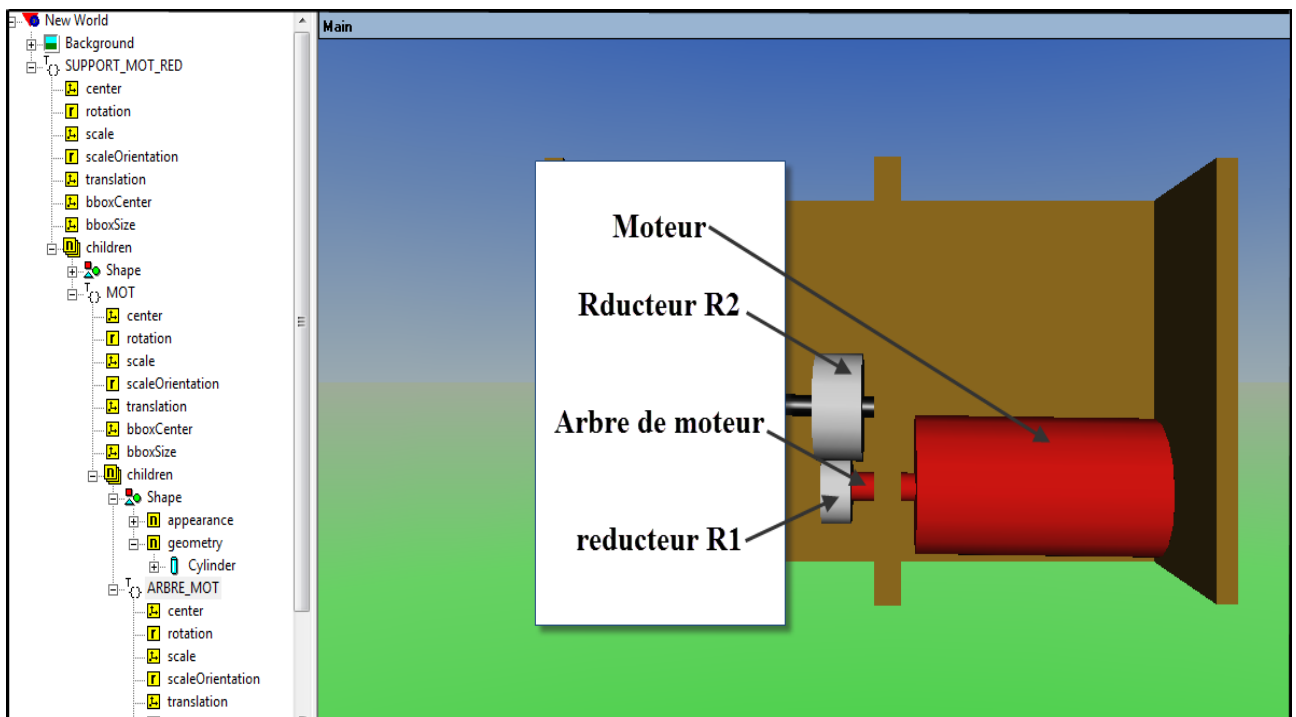 New World
Background
SUPPORT_MOT_RED
center
rotation
scale
scaleOrientation
translation
bboxCenter
bboxSize
children
Shape
MOT
center
rotation
scale
scaleOrientation
translation
bboxCenter
bboxSize
children
Shape
appearance
geometry
Cylinder
ARBRE_MOT
center
rotation
scale
scaleOrientation
translation
Main
Moteur
Rducteur R2
Arbre de moteur
reducteur R1